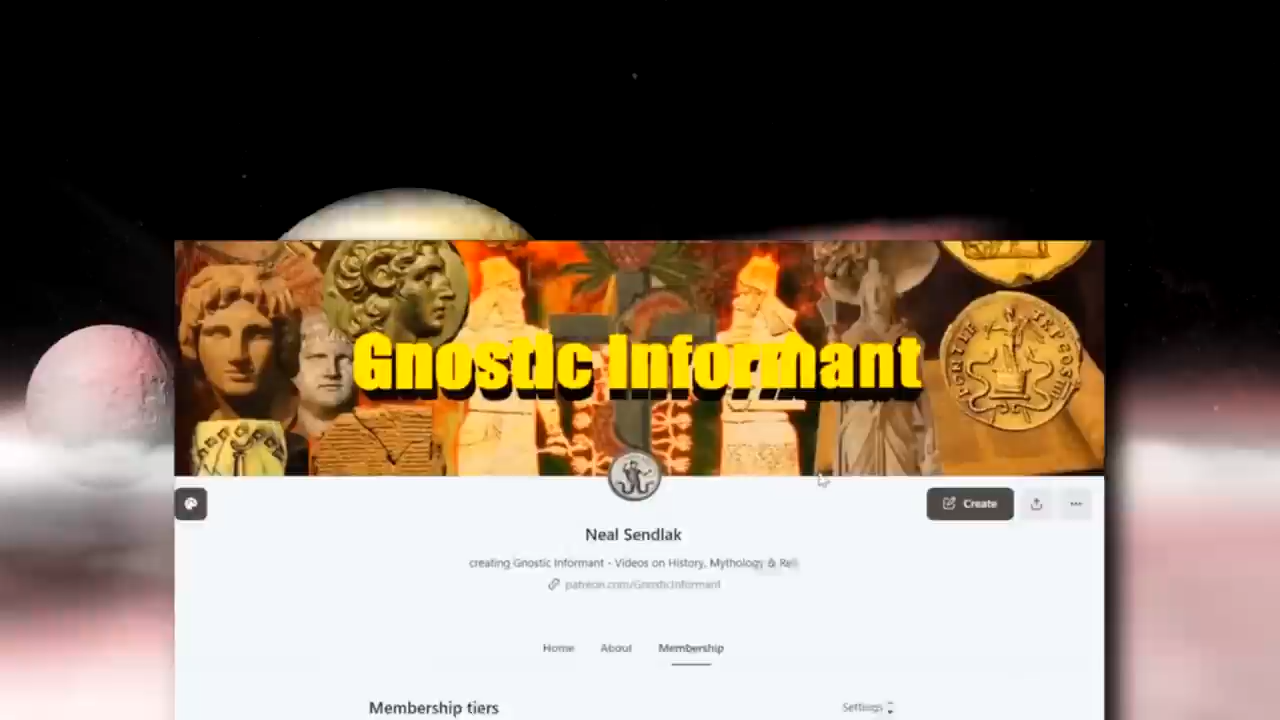 Gnostic Informant
Create
Neal Sendlak
creating Gnostic Informant - Videos on History, Mythology &
patreon.com/GnosticInformant
Home About Membership
Membership tiers
Settings